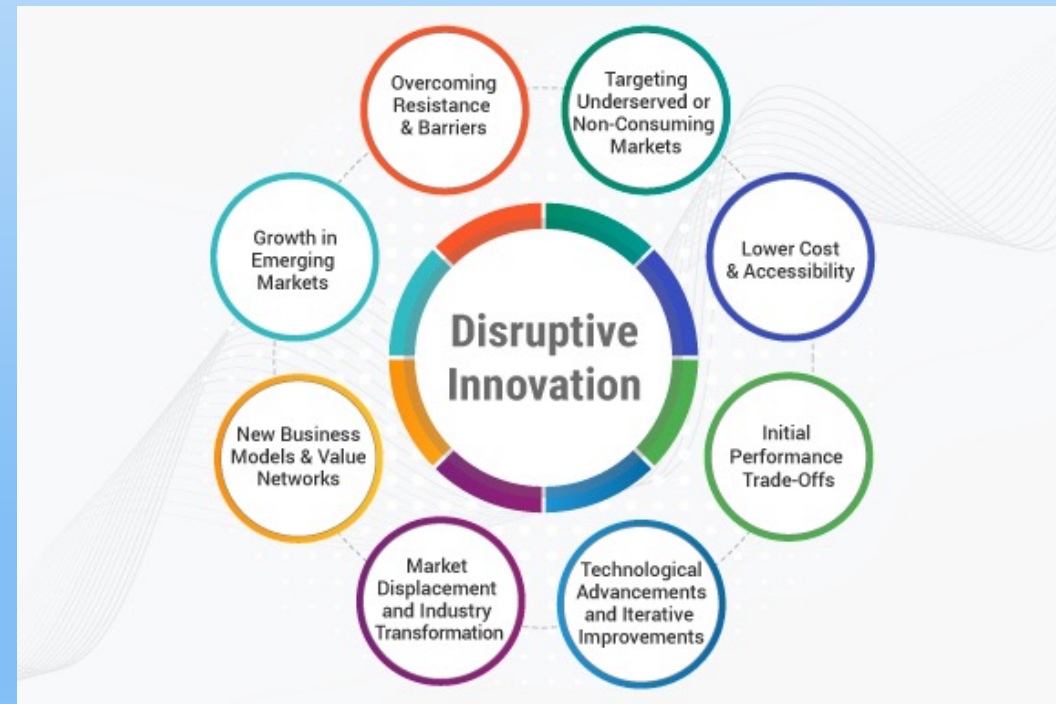 Overcoming
Resistance
& Barriers
Targeting
Underserved or
Non-Consuming
Markets
Growth in
Emerging
Markets
Lower Cost
& Accessibility
Disruptive
Innovation
New Business
Models & Value
Networks
Initial
Performance
Trade-Offs
Market
Displacement
and Industry
Transformation
Technological
Advancements
and Iterative
Improvements